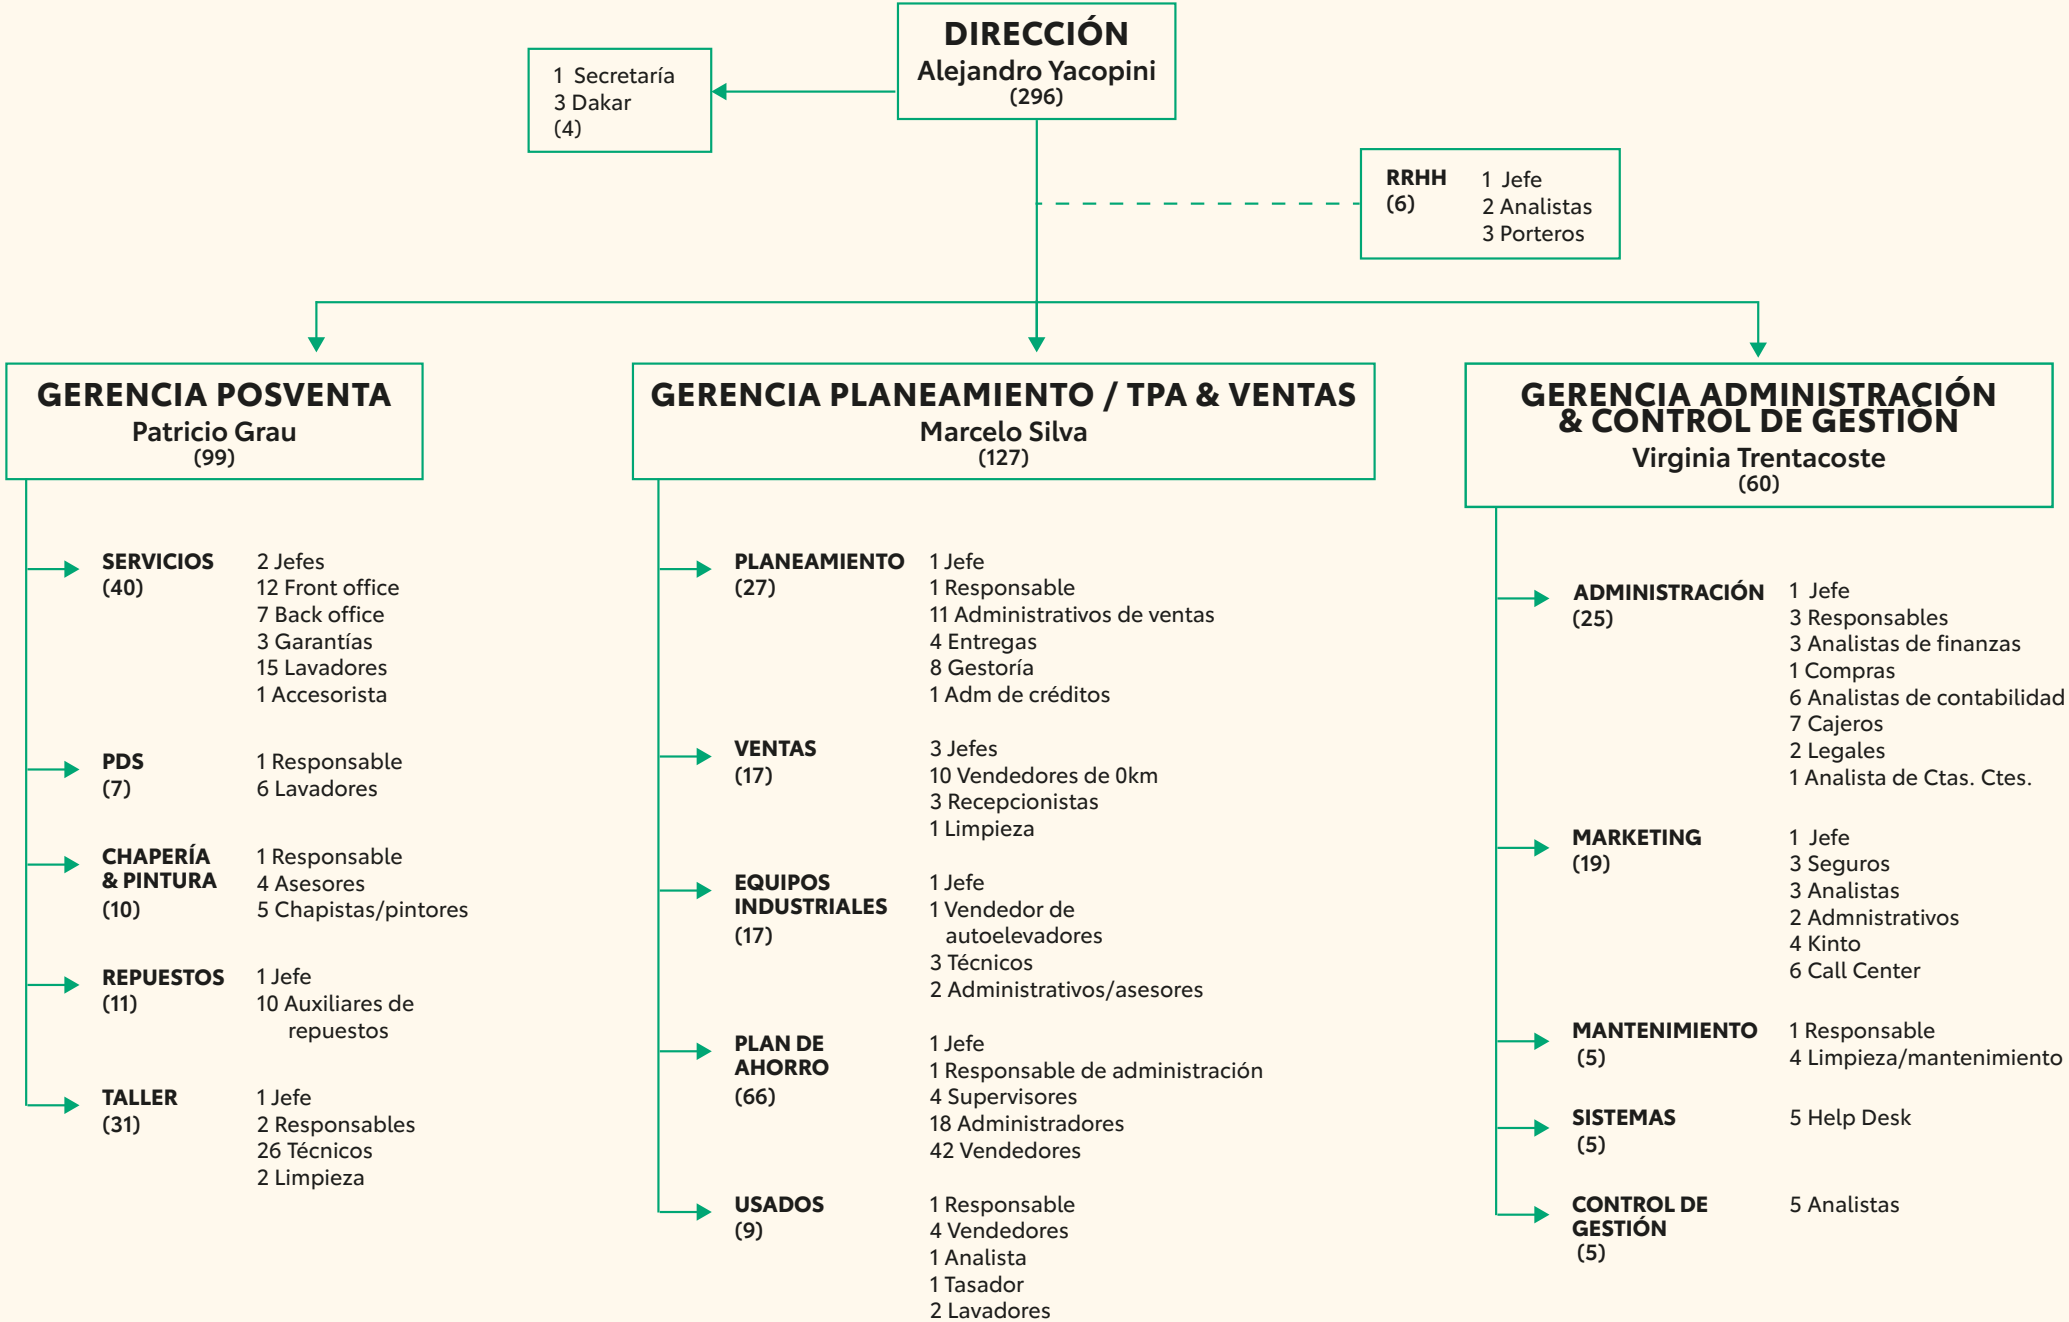 DIRECCIÓN
Alejandro Yacopini
(296)
1 Secretaría
3 Dakar
(4)
RRHH
(6)
1 Jefe
2 Analistas
3 Porteros
GERENCIA POSVENTA
Patricio Grau
(99)
SERVICIOS
(40)
2 Jefes
12 Front office
7 Back office
3 Garantías
15 Lavadores
1 Accesorista
PDS
(7)
1 Responsable
6 Lavadores
CHAPERÍA
& PINTURA
(10)
1 Responsable
4 Asesores
5 Chapistas/pintores
REPUESTOS
(11)
1 Jefe
10 Auxiliares de
repuestos
TALLER
(31)
1 Jefe
2 Responsables
26 Técnicos
2 Limpieza
GERENCIA PLANEAMIENTO / TPA & VENTAS
Marcelo Silva
(127)
PLANEAMIENTO
(27)
1 Jefe
1 Responsable
11 Administrativos de ventas
4 Entregas
8 Gestoría
1 Adm de créditos
VENTAS
(17)
3 Jefes
10 Vendedores de 0km
3 Recepcionistas
1 Limpieza
EQUIPOS
INDUSTRIALES
(17)
1 Jefe
1 Vendedor de
autoelevadores
3 Técnicos
2 Administrativos/asesores
PLAN DE
AHORRO
(66)
1 Jefe
1 Responsable de administración
4 Supervisores
18 Administradores
42 Vendedores
USADOS
(9)
1 Responsable
4 Vendedores
1 Analista
1 Tasador
2 Lavadores
GERENCIA ADMINISTRACIÓN
& CONTROL DE GESTIÓN
Virginia Trentacoste
(60)
ADMINISTRACIÓN
(25)
1 Jefe
3 Responsables
3 Analistas de finanzas
1 Compras
6 Analistas de contabilidad
7 Cajeros
2 Legales
1 Analista de Ctas. Ctes.
MARKETING
(19)
1 Jefe
3 Seguros
3 Analistas
2 Admnistrativos
4 Kinto
6 Call Center
MANTENIMIENTO
(5)
1 Responsable
4 Limpieza/mantenimiento
SISTEMAS
(5)
5 Help Desk
CONTROL DE
GESTIÓN
(5)
5 Analistas